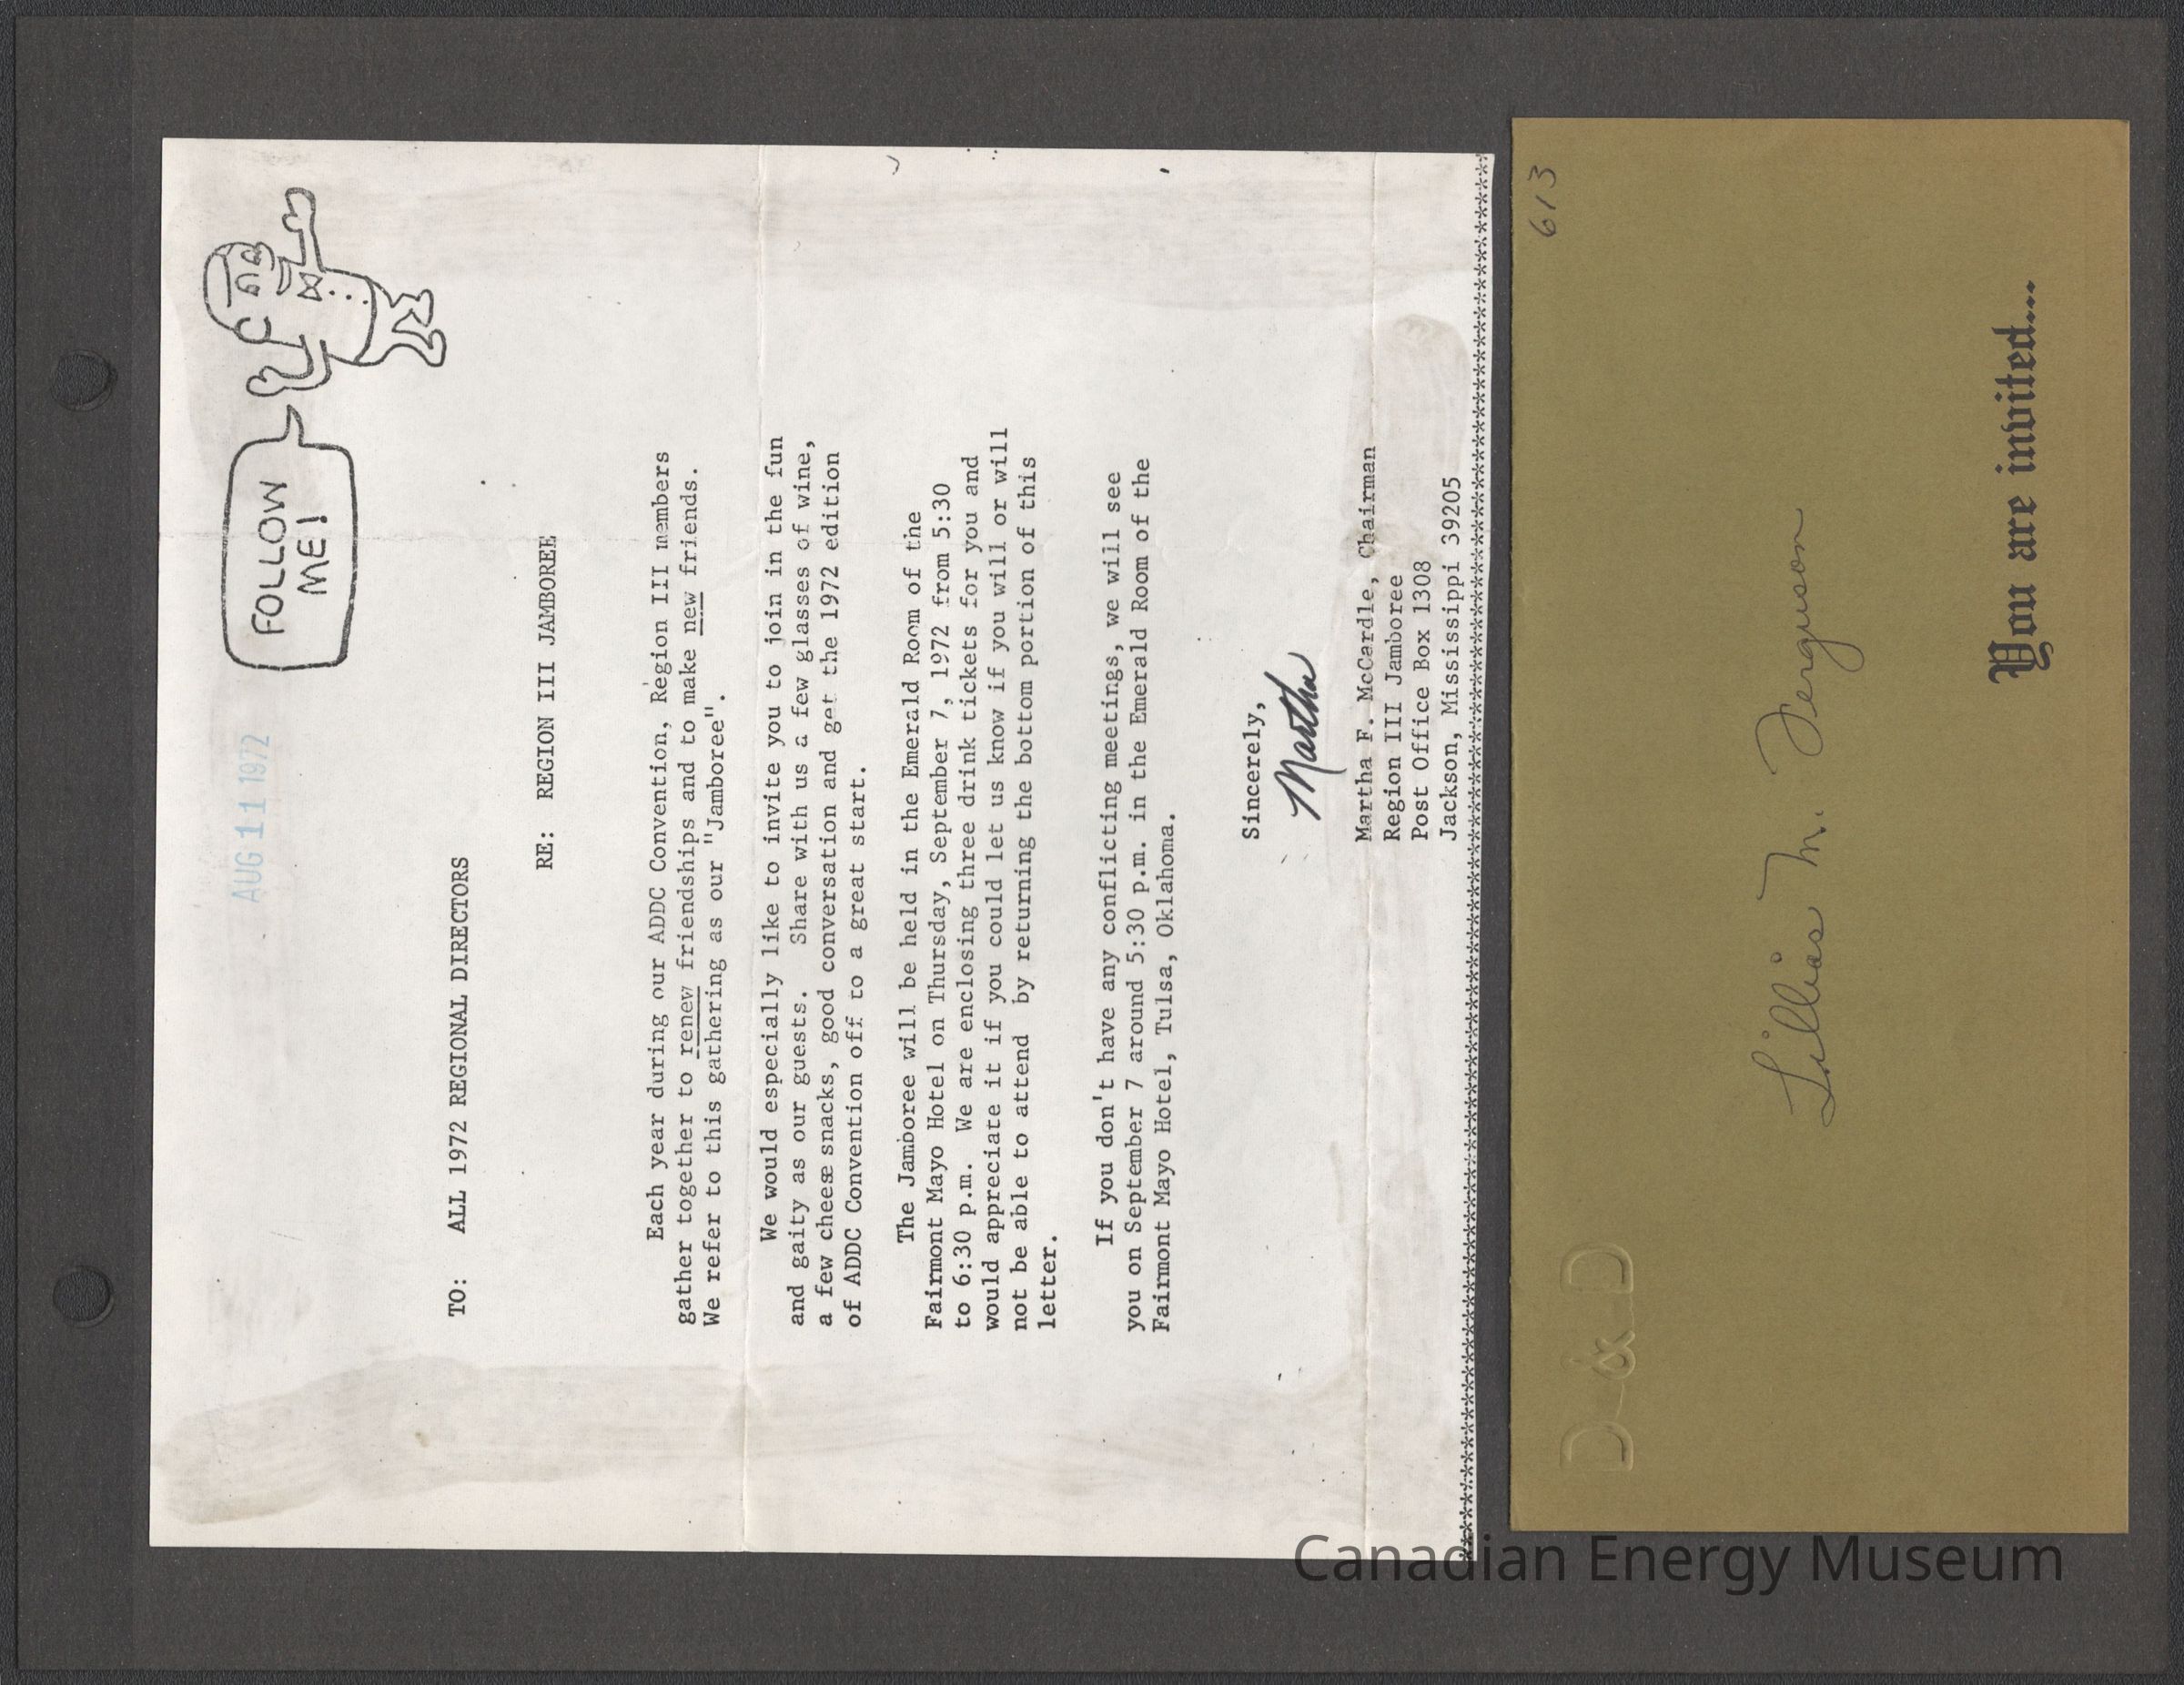 FOLLOW
ME!
AUG 11 1972
TO: ALL 1972 REGIONAL DIRECTORS
RE: REGION III JAMBOREE
Each year during our ADDC Convention, Region III members
gather together to renew friendships and to make new friends.
We refer to this gathering as our "Jamboree".
We would especially like to invite you to join in the fun
and gaity as our guests. Share with us a few glasses of wine,
a few cheese snacks, good conversation and get the 1972 edition
of ADDC Convention off to a great start.
The Jamboree will be held in the Emerald Room of the
Fairmont Mayo Hotel on Thursday, September 7, 1972 from 5:30
to 6:30 p.m. We are enclosing three drink tickets for you and
would appreciate it if you could let us know if you will or will
not be able to attend by returning the bottom portion of this
letter.
If you don't have any conflicting meetings, we will see
you on September 7 around 5:30 p.m. in the Emerald Room of the
Fairmont Mayo Hotel, Tulsa, Oklahoma.
Sincerely,
Martha
Martha F. McCardle, Chairman
Region III Jamboree
Post Office Box 1308
Jackson, Mississippi 39205
613
D & D
Lillias M. Ferguson
You are invited...
Canadian Energy Museum